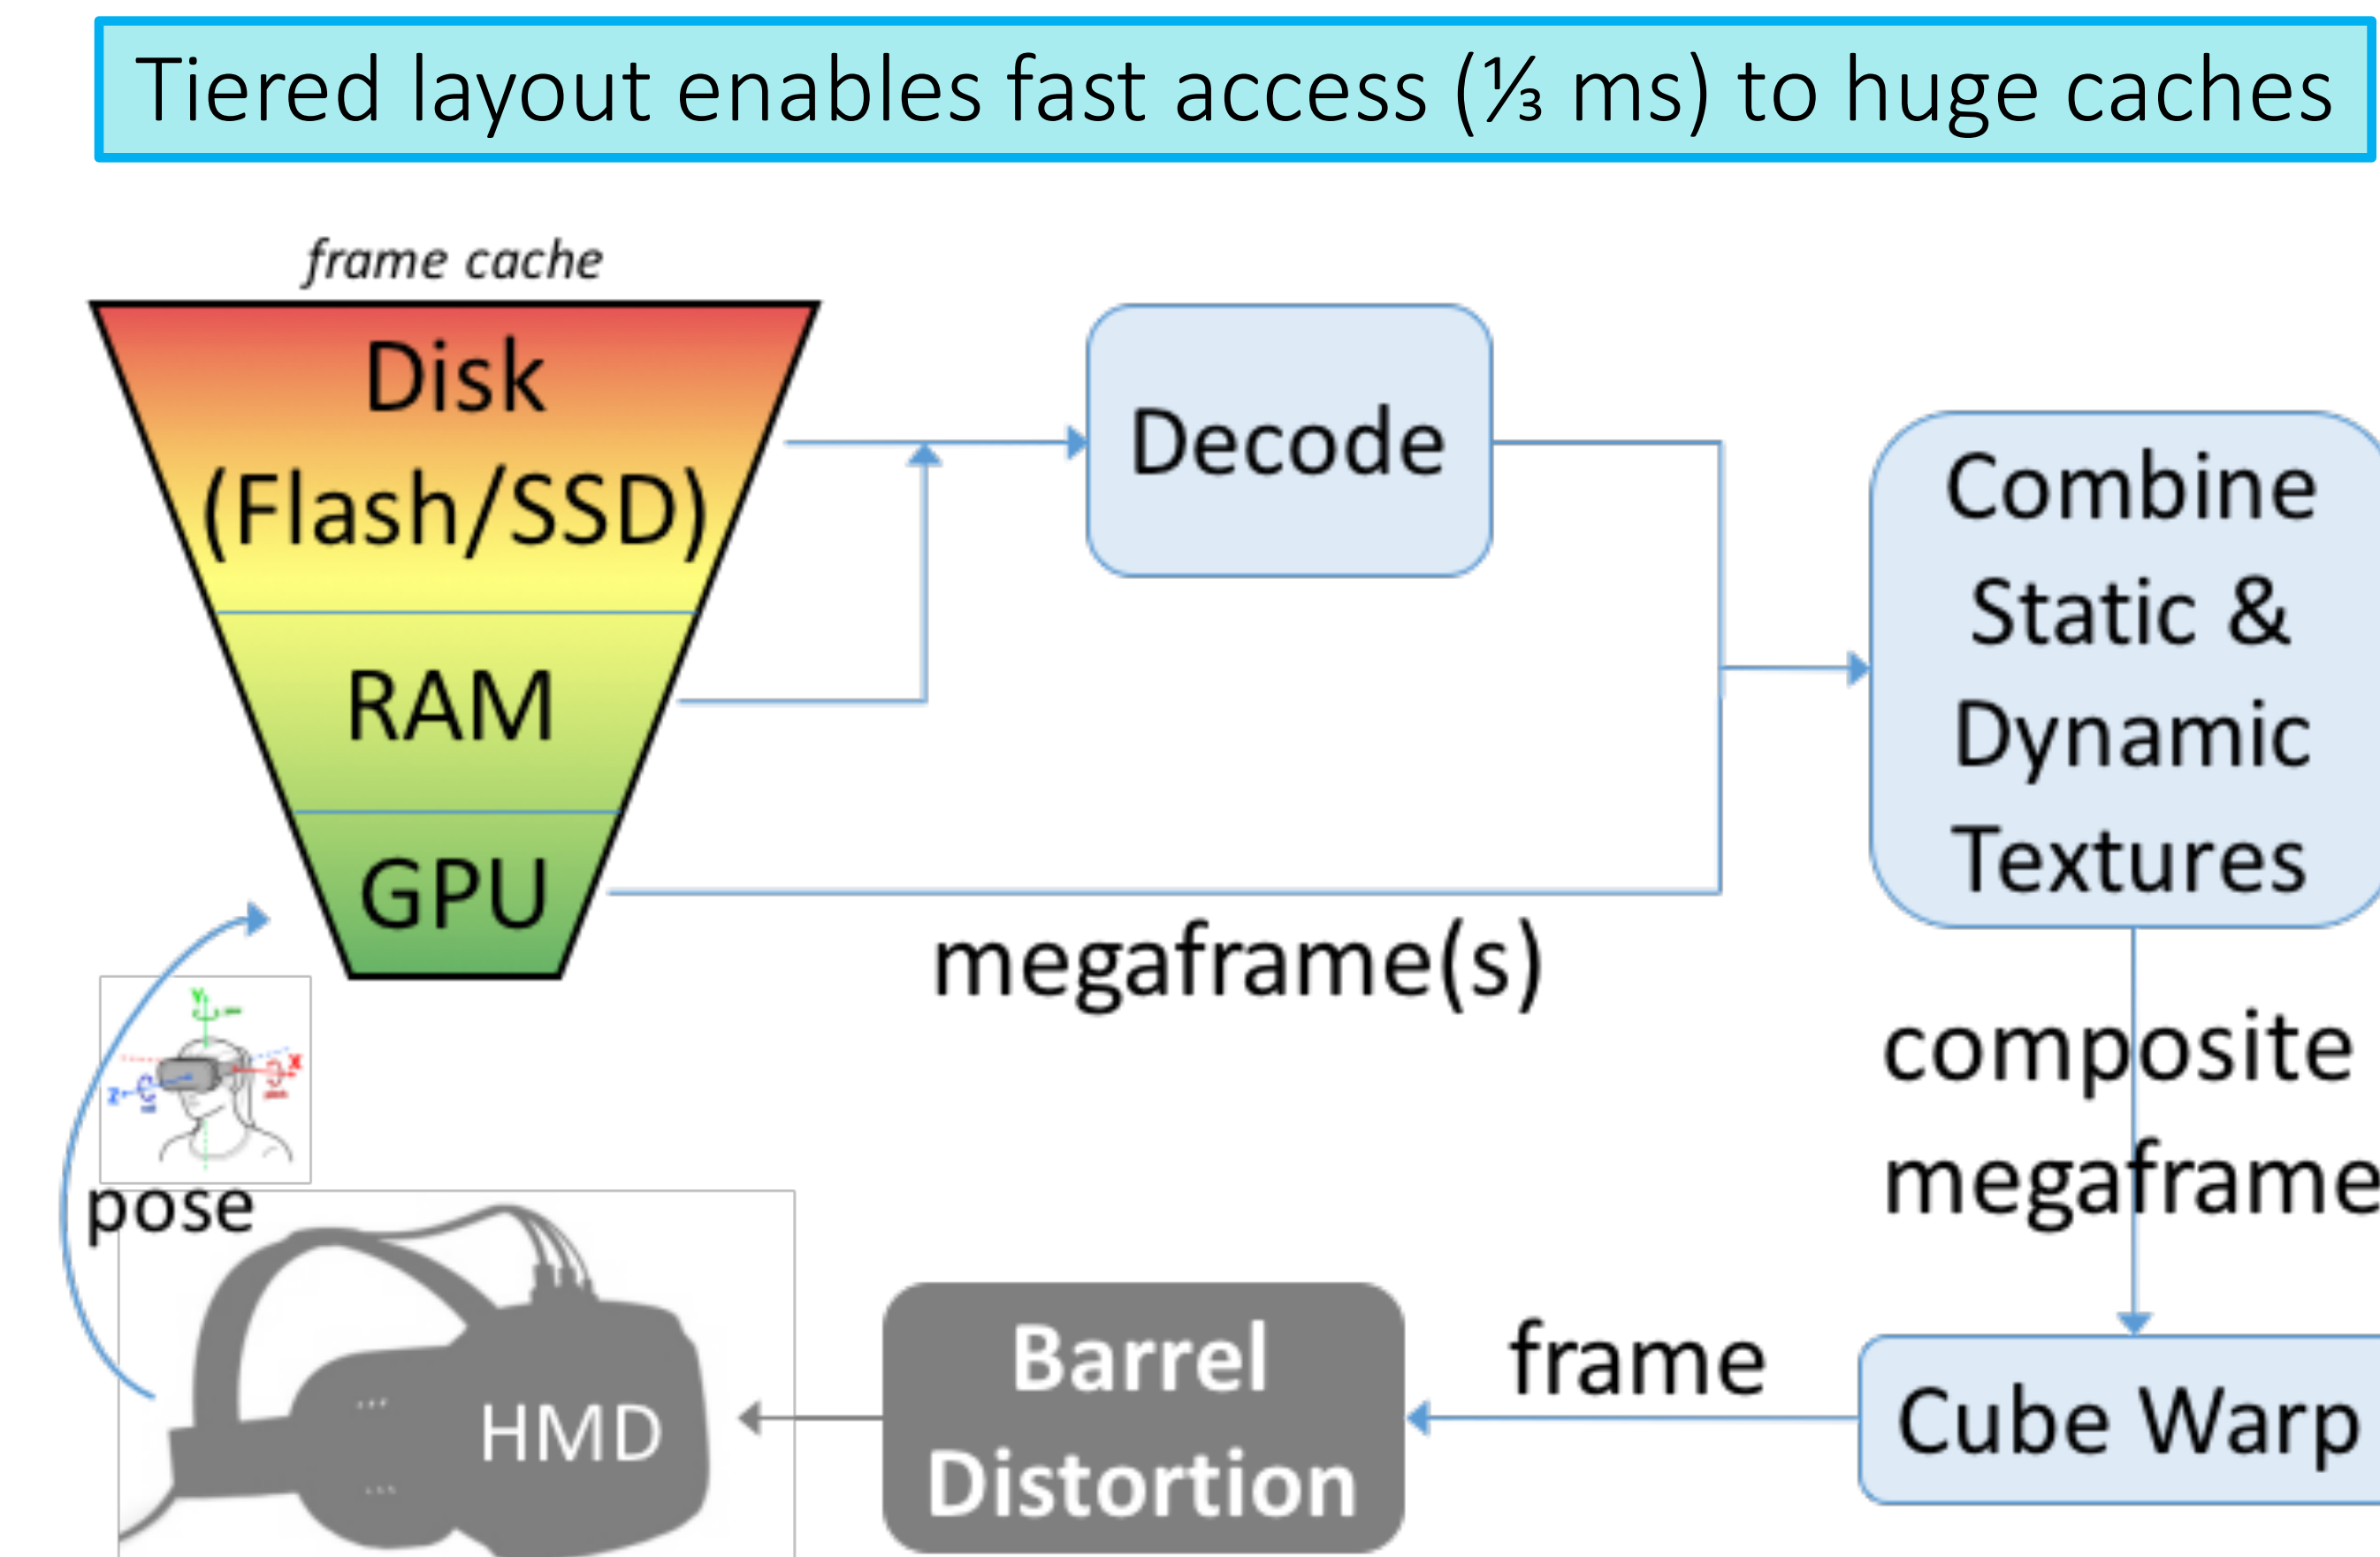 Tiered layout enables fast access (⅓ ms) to huge caches
frame cache
Disk
(Flash/SSD)
RAM
GPU
Decode
Combine
Static &
Dynamic
Textures
megaframe(s)
composite
megaframe
Y
X
Z
pose
HMD
Barrel
Distortion
frame
Cube Warp